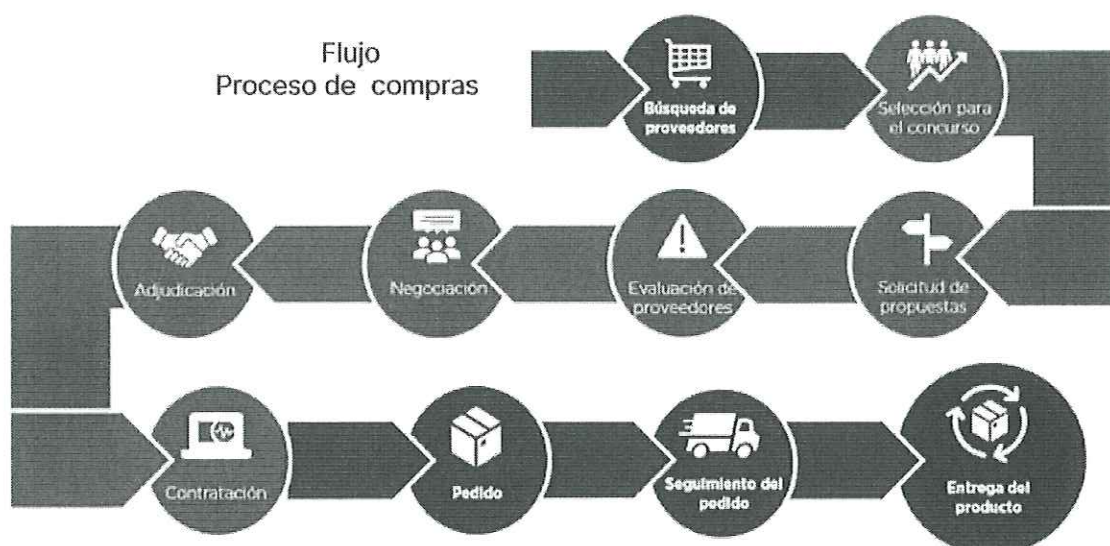 Flujo
Proceso de compras
Búsqueda de
proveedores
Selección para
el concurso
Solicitud de
propuestas
Evaluación de
proveedores
Negociación
Adjudicación
Contratación
Pedido
Seguimiento del
pedido
Entrega del
producto